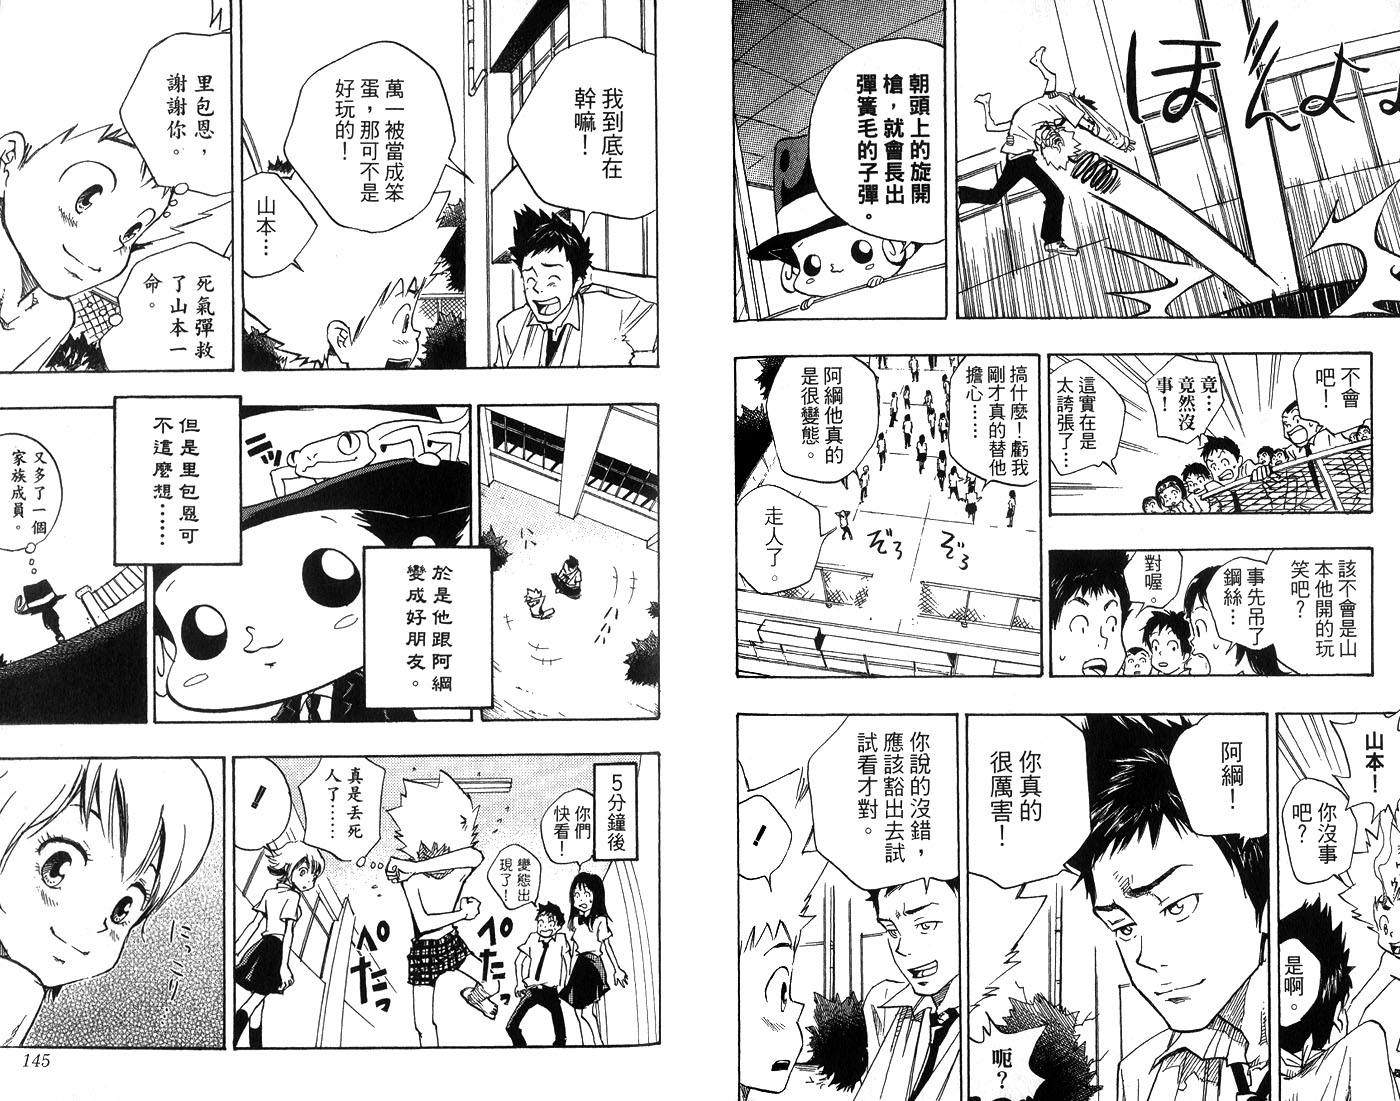 ぼよよん
朝頭上的旋開
槍，就會長出
彈簧毛的子彈。
不會
吧！
竟…
竟然沒
事！
這實在是
太誇張了…
搞什麼！虧我
剛才真的替他
擔心……
阿綱他真的
是很變態。
走人了。
ぞろ
ぞろ
該不會是山
本他開的玩
笑吧？
事先吊了
鋼絲…
對喔。
山本！
你沒事
吧？
是啊。
阿綱！
你真的
很厲害！
呃？
你說的沒錯，
應該豁出去試
試看才對。
！
我到底在
幹嘛！
萬一被當成笨
蛋，那可不是
好玩的！
山本…
里包恩，
謝謝你。
死氣彈救
了山本一
命。
於是他跟阿綱
變成好朋友。
但是里包恩可
不這麼想……
又多了一個
家族成員。
5分鐘後
你們
快看！
變態出
現了！
真是丟死
人了……
ペたっ
ペたっ
！
にっこり…
145